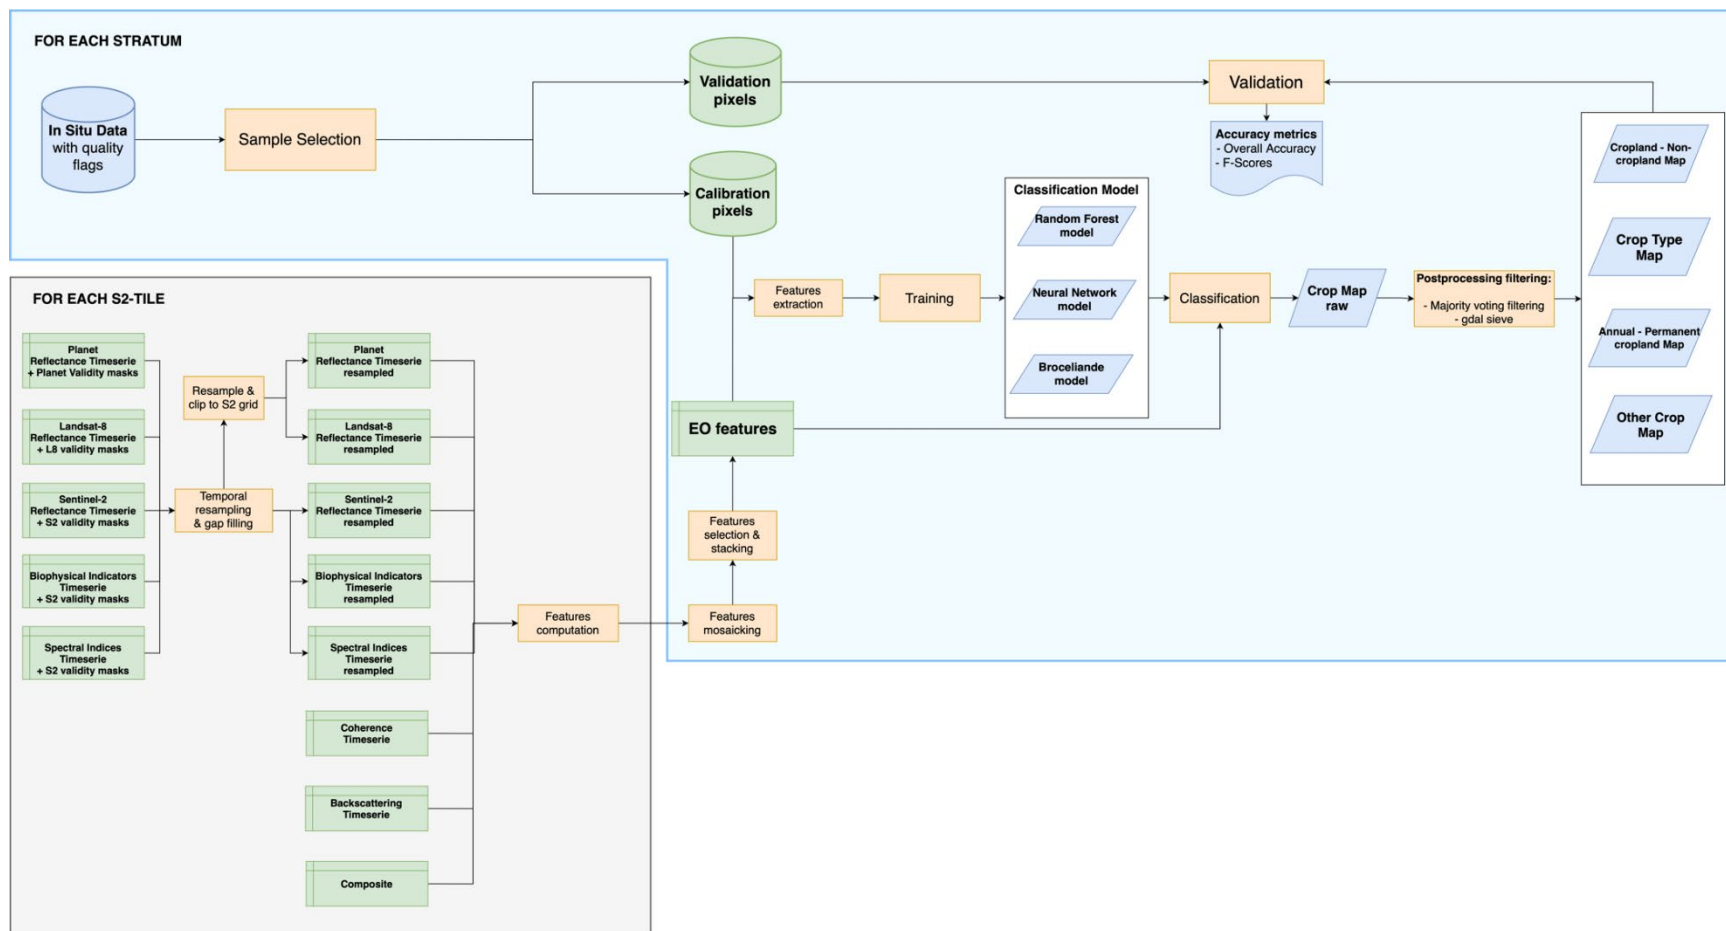 FOR EACH STRATUM
In Situ Data
with quality
flags
Sample Selection
Validation
pixels
Calibration
pixels
Validation
Accuracy metrics
- Overall Accuracy
- F-Scores
Cropland - Non-
cropland Map
Crop Type
Map
Annual - Permanent
cropland Map
Other Crop
Map
Classification Model
Random Forest
model
Neural Network
model
Broceliande
model
Features
extraction
Training
Classification
Crop Map
raw
Postprocessing filtering:
- Majority voting filtering
- gdal sieve
EO features
Features
selection &
stacking
Features
mosaicking
FOR EACH S2-TILE
Planet
Reflectance Timeserie
+ Planet Validity masks
Landsat-8
Reflectance Timeserie
+ L8 validity masks
Sentinel-2
Reflectance Timeserie
+ S2 validity masks
Biophysical Indicators
Timeserie
+ S2 validity masks
Spectral Indices
Timeserie
+ S2 validity masks
Resample &
clip to S2 grid
Temporal
resampling
& gap filling
Planet
Reflectance Timeserie
resampled
Landsat-8
Reflectance Timeserie
resampled
Sentinel-2
Reflectance Timeserie
resampled
Biophysical Indicators
Timeserie
resampled
Spectral Indices
Timeserie
resampled
Coherence
Timeserie
Backscattering
Timeserie
Composite
Features
computation